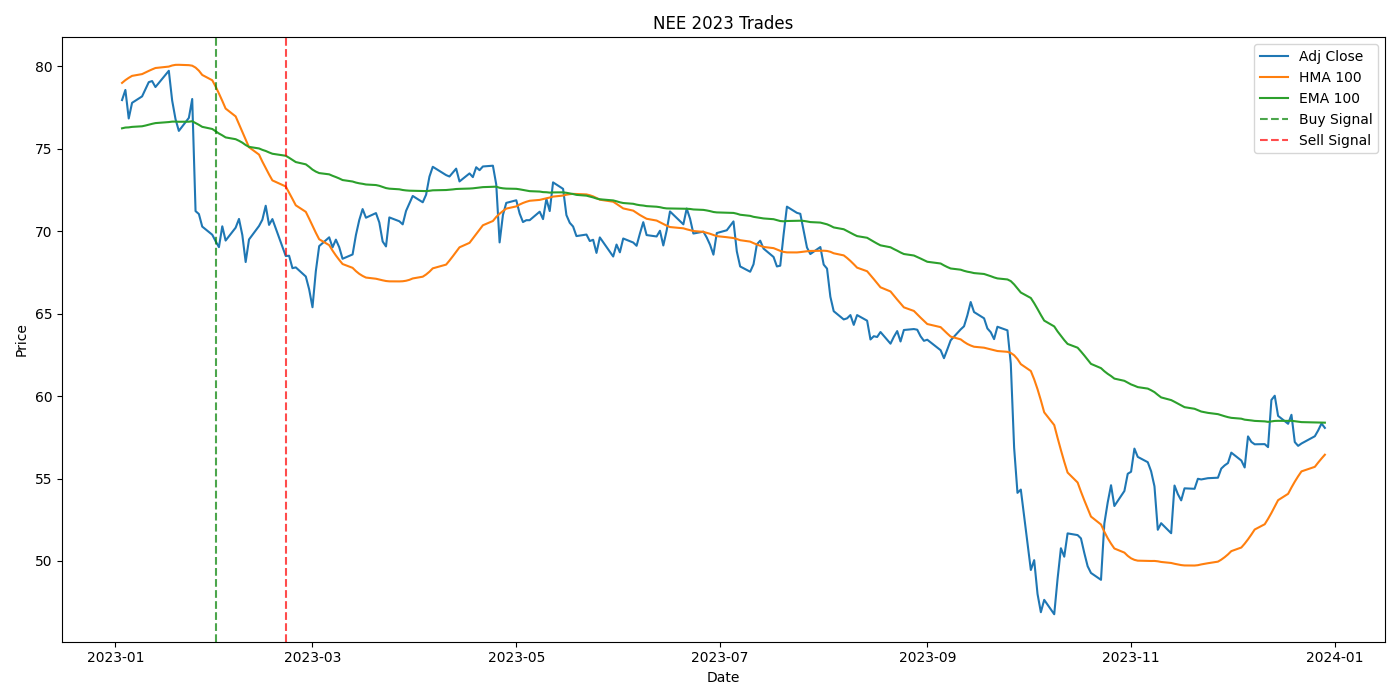 NEE 2023 Trades
Adj Close
HMA 100
EMA 100
Buy Signal
Sell Signal
Price
80
75
70
65
60
55
50
2023-01
2023-03
2023-05
2023-07
2023-09
2023-11
2024-01
Date